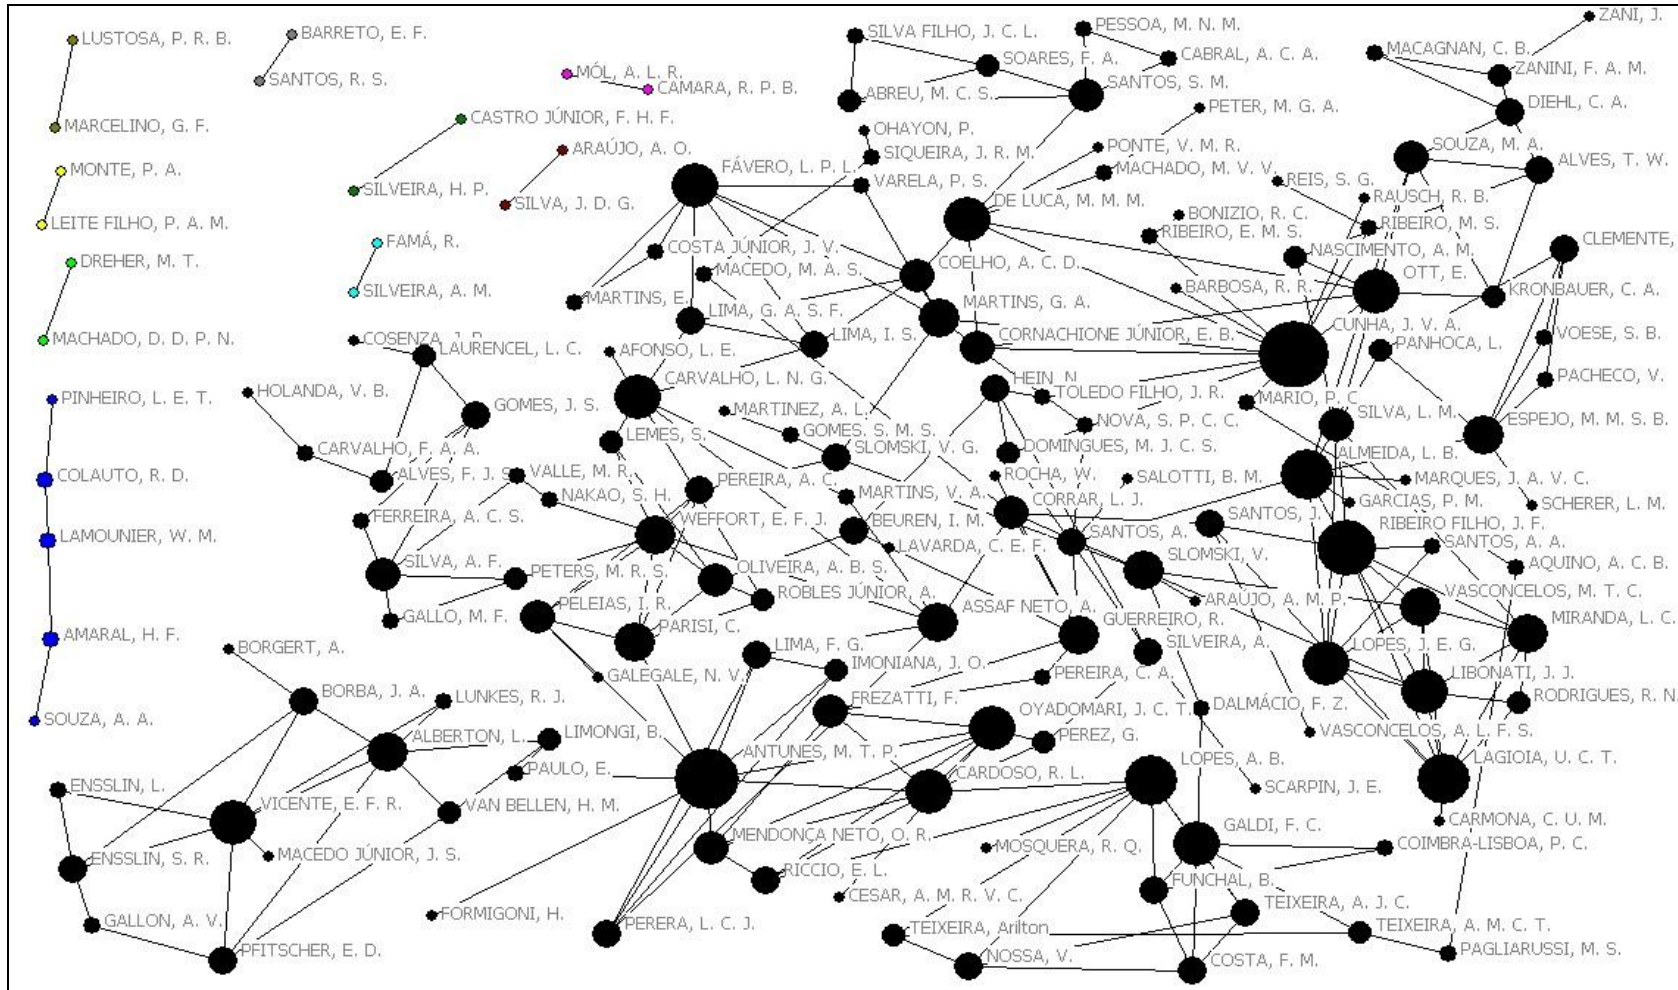 ZANI, J.
SILVA FILHO, J. C. L.
PESSOA, M. N. M.
LUSTOSA, P. R. B.
BARRETO, E. F.
MACAGNAN, C. B.
SOARES, F. A.
CABRAL, A. C. A.
ZANINI, F. A. M.
SANTOS, R. S.
MÓL, A. L. R.
CAMARA, R. P. B.
ABREU, M. C. S.
SANTOS, S. M.
DIEHL, C. A.
PETER, M. G. A.
CASTRO JÚNIOR, F. H. F.
MARCELINO, G. F.
OHAYON, P.
ARAÚJO, A. O.
SIQUEIRA, J. R. M.
PONTE, V. M. R.
SOUZA, M. A.
MONTE, P. A.
FÁVERO, L. P. L.
MACHADO, M. V. V.
ALVES, T. W.
SILVEIRA, H. P.
VARELA, P. S.
REIS, S. G.
SILVA, J. D. G.
DE LUCA, M. M. M.
RAUSCH, R. B.
LEITE FILHO, P. A. M.
BONIZIO, R. C.
RIBEIRO, M. S.
RIBEIRO, E. M. S.
FAMÁ, R.
COSTA JÚNIOR, J. V.
NASCIMENTO, A. M.
CLEMENTE,
DREHER, M. T.
MACEDO, M. A. S.
COELHO, A. C. D.
OTT, E.
SILVEIRA, A. M.
MARTINS, E.
BARBOSA, R. R.
KRONBAUER, C. A.
LIMA, G. A. S. F.
MARTINS, G. A.
CUNHA, J. V. A.
MACHADO, D. D. P. N.
COSENZA, J.
LIMA, I. S.
CORNACHIONE JÚNIOR, E. B.
PANHOCA, L.
VOESE, S. B.
LAURENCEL, L. C.
AFONSO, L. E.
CARVALHO, L. N. G.
HEIN, N
PACHECO, V.
PINHEIRO, L. E. T.
HOLANDA, V. B.
TOLEDO FILHO, J. R.
MARIO, P. C
GOMES, J. S.
MARTINEZ, A. L.
NOVA, S. P. C. C.
SILVA, L. M.
ESPEJO, M. M. S. B.
LEMES, S.
GOMES, S. M. S.
CARVALHO, F. A. A.
SLOMSKI, V. G.
DOMINGUES, M. J. C. S.
ALMEIDA, L. B.
COLAUTO, R. D.
ALVES, F. J. S
VALLE, M. R.
PEREIRA, A. C.
ROCHA, W.
SALOTTI, B. M.
MARQUES, J. A. V. C.
NAKAO, S. H.
MARTINS, V. A.
CORRAR, L. J.
GARCIAS, P. M.
SCHERER, L. M.
FERREIRA, A. C. S.
WEFFORT, E. F. J.
BEUREN, I. M.
SANTOS, J.
RIBEIRO FILHO, J. F.
LAMOUNIER, W. M.
LAVARDA, C. E. F.
SANTOS, A.
SANTOS, A. A.
SILVA, A. F.
PETERS, M. R. S.
OLIVEIRA, A. B. S.
SLOMSKI, V.
AQUINO, A. C. B.
ROBLES JÚNIOR, A.
ARAÚJO, A. M. P.
VASCONCELOS, M. T. C.
GALLO, M. F.
PELEIAS, I. R.
ASSAF NETO, A.
GUERREIRO, R.
MIRANDA, L. C.
AMARAL, H. F.
PARISI, C.
LIMA, F. G.
SILVEIRA, A.
LOPES, J. E. G.
BORGERT, A.
GALEGALE, N. V.
IMONIANA, J. O.
PEREIRA, C. A.
LIBONATI, J. J.
BORBA, J. A.
LUNKES, R. J.
FREZATTI, F.
OYADOMARI, J. C. T.
DALMÁCIO, F. Z.
RODRIGUES, R. N.
SOUZA, A. A.
LIMONGI, B.
PEREZ, G.
VASCONCELOS, A. L. F. S.
ALBERTON, L.
ANTUNES, M. T. P.
LOPES, A. B.
LAGIOIA, U. C. T.
PAULO, E.
CARDOSO, R. L.
SCARPIN, J. E.
ENSSLIN, L.
VICENTE, E. F. R.
VAN BELLEN, H. M.
CARMONA, C. U. M.
MENDONÇA NETO, O. R.
GALDI, F. C.
MOSQUERA, R. Q.
COIMBRA-LISBOA, P. C.
ENSSLIN, S. R.
MACEDO JÚNIOR, J. S.
RICCIO, E. L.
FUNCHAL, B.
CESAR, A. M. R. V. C.
TEIXEIRA, A. J. C.
FORMIGONI, H.
GALLON, A. V.
PERERA, L. C. J.
TEIXEIRA, Arilton
TEIXEIRA, A. M. C. T.
PFITSCHER, E. D.
NOSSA, V.
COSTA, F. M.
PAGLIARUSSI, M. S.